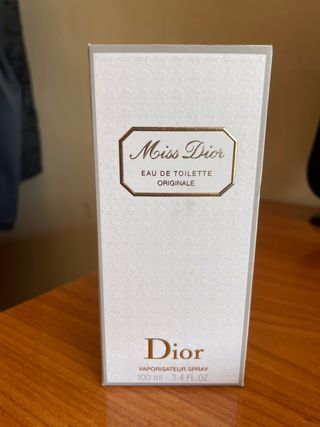 Miss Dior
EAU DE TOILETTE
ORIGINALE
Dior
VAPORISATEUR SPRAY
100 ml - 3.4 FL.OZ